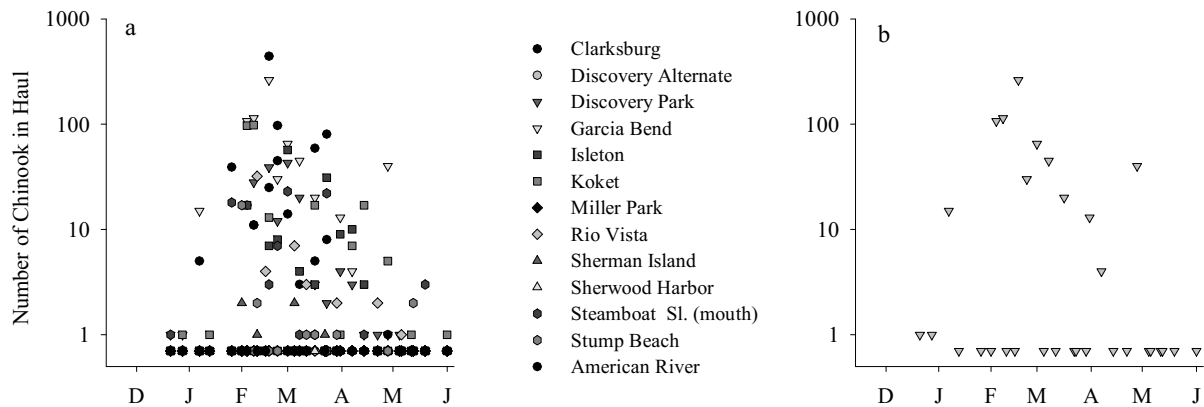 Number of Chinook in Haul
1000
100
10
1
a
D J F M A M J
Clarksburg
Discovery Alternate
Discovery Park
Garcia Bend
Isleton
Koket
Miller Park
Rio Vista
Sherman Island
Sherwood Harbor
Steamboat Sl. (mouth)
Stump Beach
American River
1000
100
10
1
b
D J F M A M J